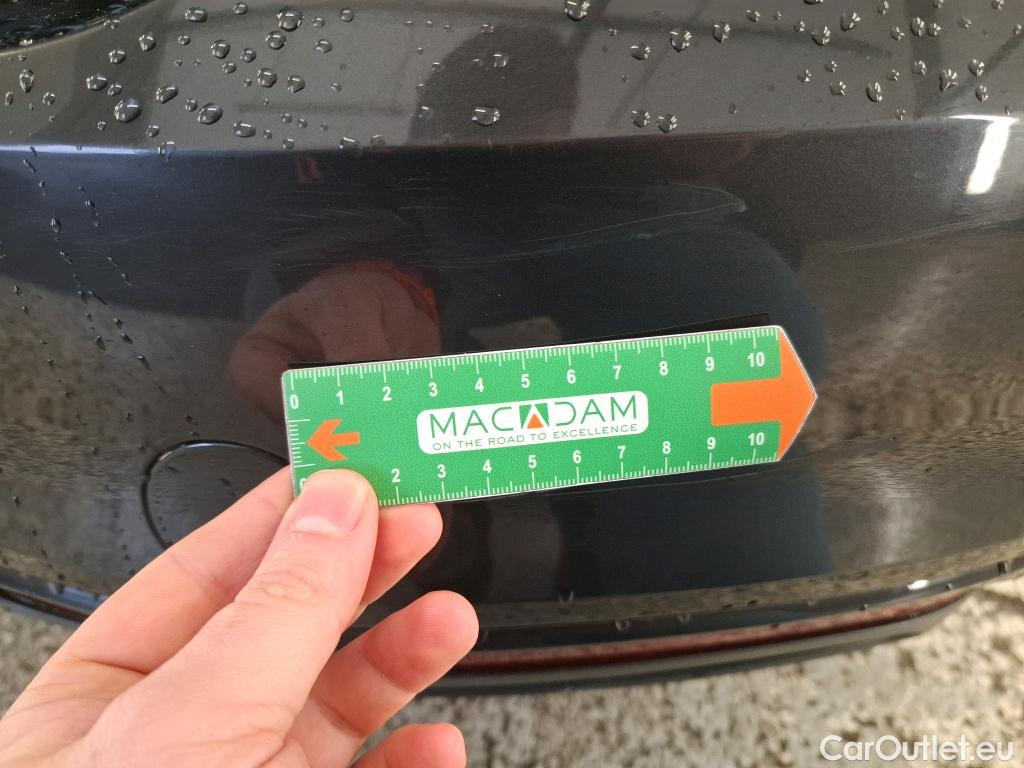 0 1 2 3 4 5 6 7 8 9 10
MACADAM
ON THE ROAD TO EXCELLENCE
2 3 4 5 6 7 8 9 10
CarOutlet.eu